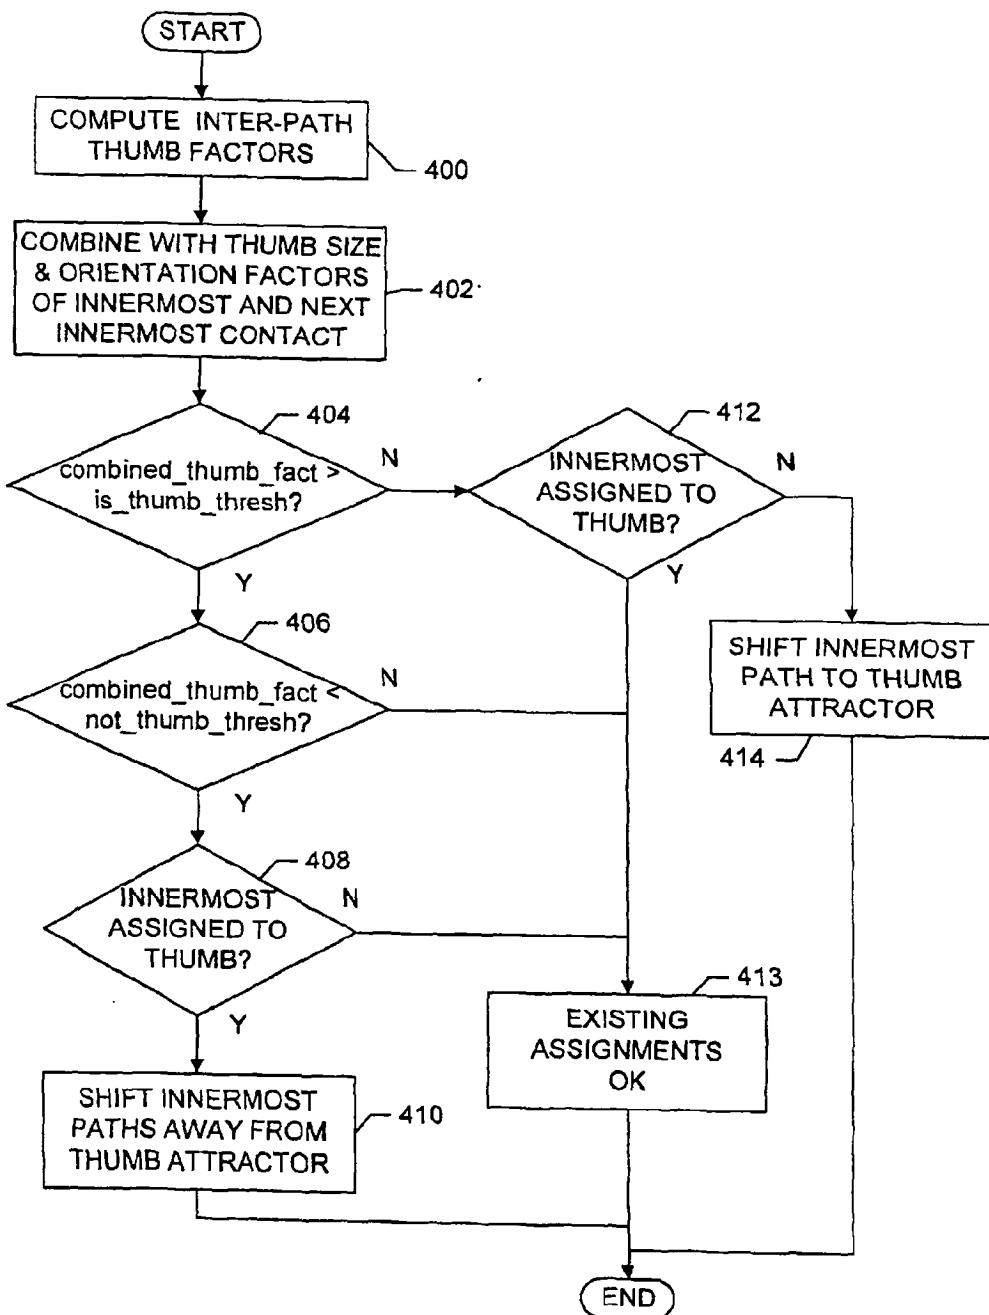 START
COMPUTE INTER-PATH
THUMB FACTORS
400
COMBINE WITH THUMB SIZE
& ORIENTATION FACTORS
OF INNERMOST AND NEXT
INNERMOST CONTACT
402
404
combined_thumb_fact >
is_thumb_thresh?
N
Y
412
INNERMOST
ASSIGNED TO
THUMB?
N
Y
406
combined_thumb_fact <
not_thumb_thresh?
N
Y
SHIFT INNERMOST
PATH TO THUMB
ATTRACTOR
414
408
INNERMOST
ASSIGNED TO
THUMB?
N
Y
413
EXISTING
ASSIGNMENTS
OK
SHIFT INNERMOST
PATHS AWAY FROM
THUMB ATTRACTOR
410
END